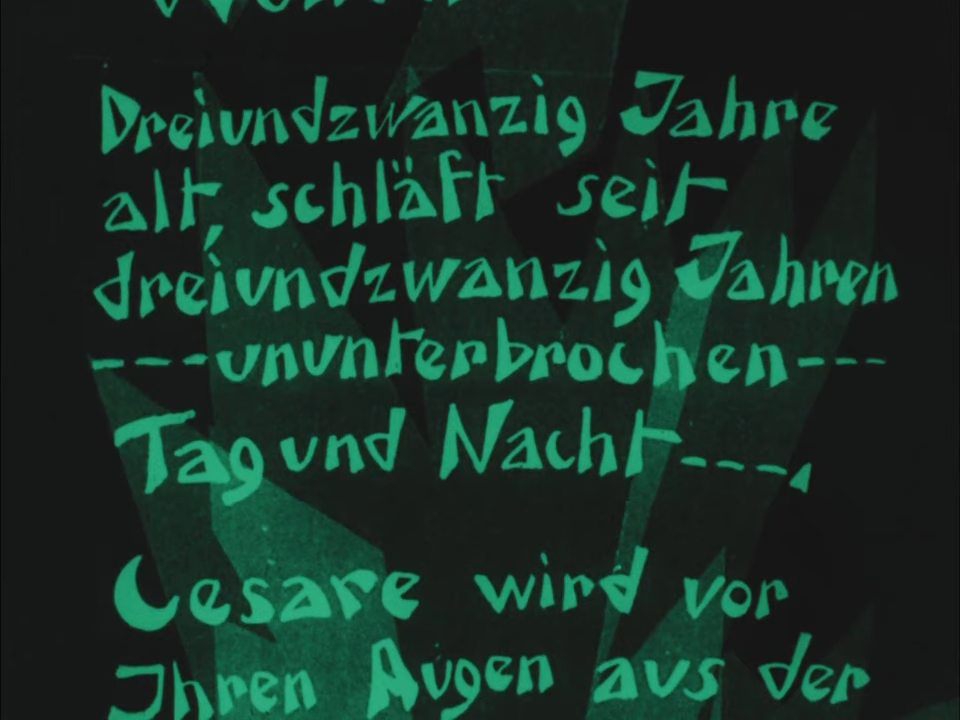 Dreiundzwanzig Jahre
alt, schläft seit
dreiundzwanzig Jahren
---ununterbrochen---
Tag und Nacht----,
Cesare wird vor
Ihren Augen aus der